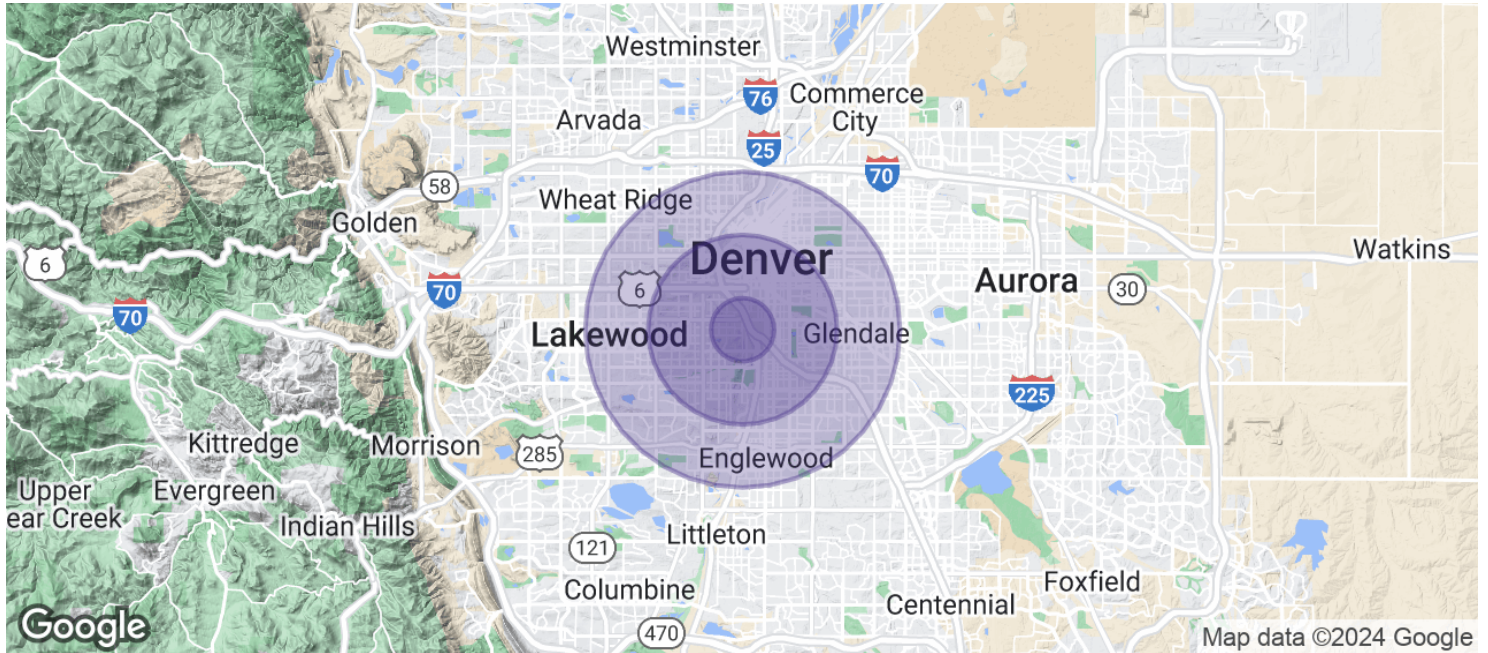 Westminster
76
Commerce
City
Arvada
25
70
58
Wheat Ridge
Golden
Denver
Watkins
6
Aurora
70
6
30
70
Lakewood
Glendale
225
Kittredge
Morrison
285
Englewood
Upper
ear Creek
Evergreen
Indian Hills
Littleton
121
Columbine
Foxfield
Centennial
470
Google
Map data ©2024 Google